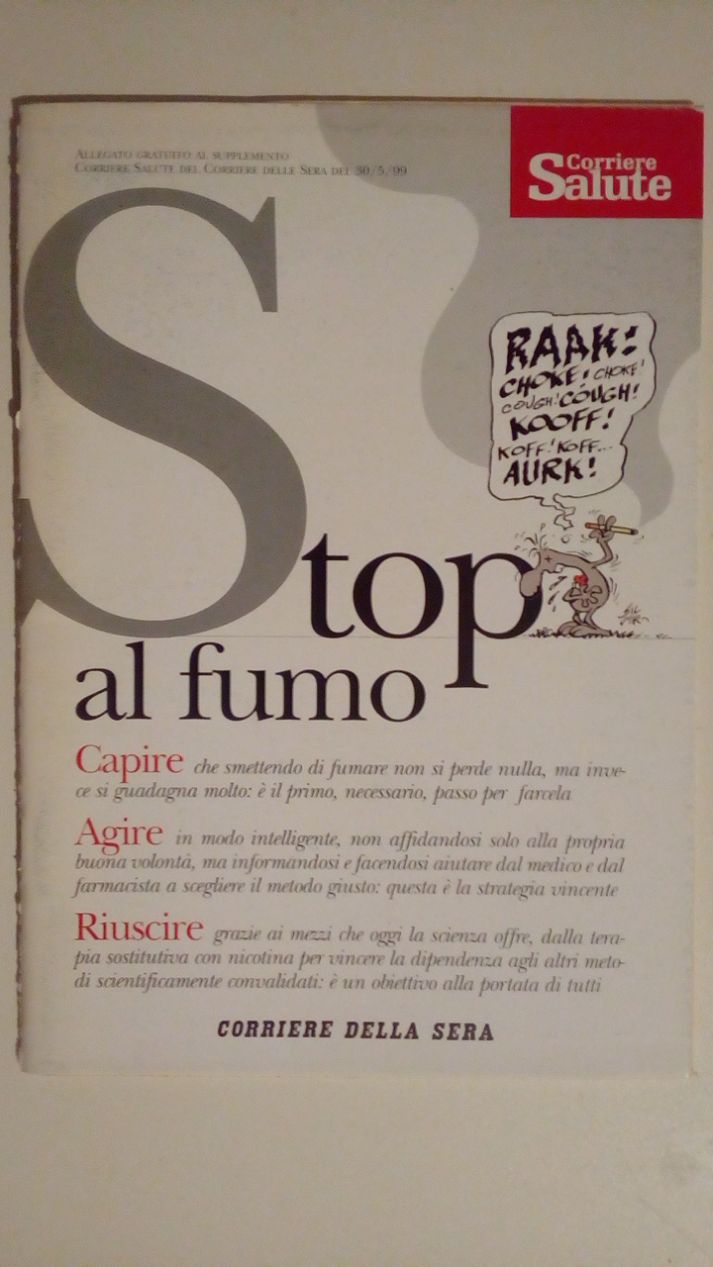 ALLEGATO GRATUITO AL SUPPLEMENTO
CORRIERE SALUTE DEL CORRIERE DELLE SERA DEL 30/5/99
Corriere
Salute
RAAK!
CHOKE! CHOKE!
COUGH! COUGH!
KOOFF!
KOFF! KOFF...
AURK!
Stop
al fumo
Capire che smettendo di fumare non si perde nulla, ma inve-
ce si guadagna molto: è il primo, necessario, passo per farcela
Agire in modo intelligente, non affidandosi solo alla propria
buona volontà, ma informandosi e facendosi aiutare dal medico e dal
farmacista a scegliere il metodo giusto: questa è la strategia vincente
Riuscire grazie ai mezzi che oggi la scienza offre, dalla tera-
pia sostitutiva con nicotina per vincere la dipendenza agli altri meto-
di scientificamente convalidati: è un obiettivo alla portata di tutti
CORRIERE DELLA SERA